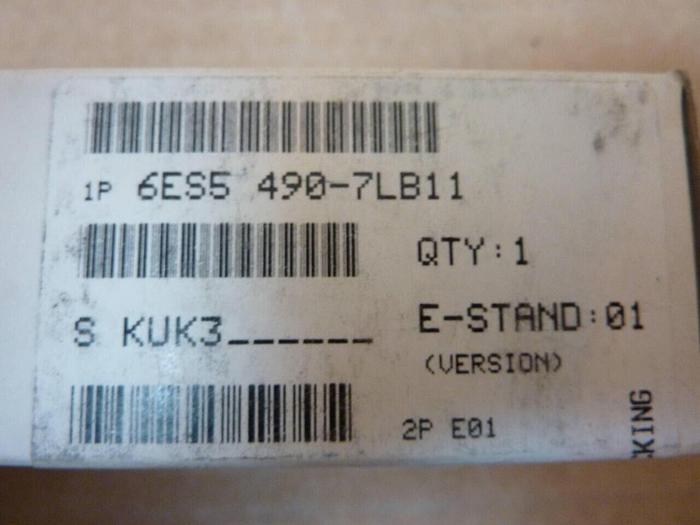 1P 6ES5 490-7LB11
QTY:1
S KUK3______
E-STAND:01
(VERSION)
2P E01